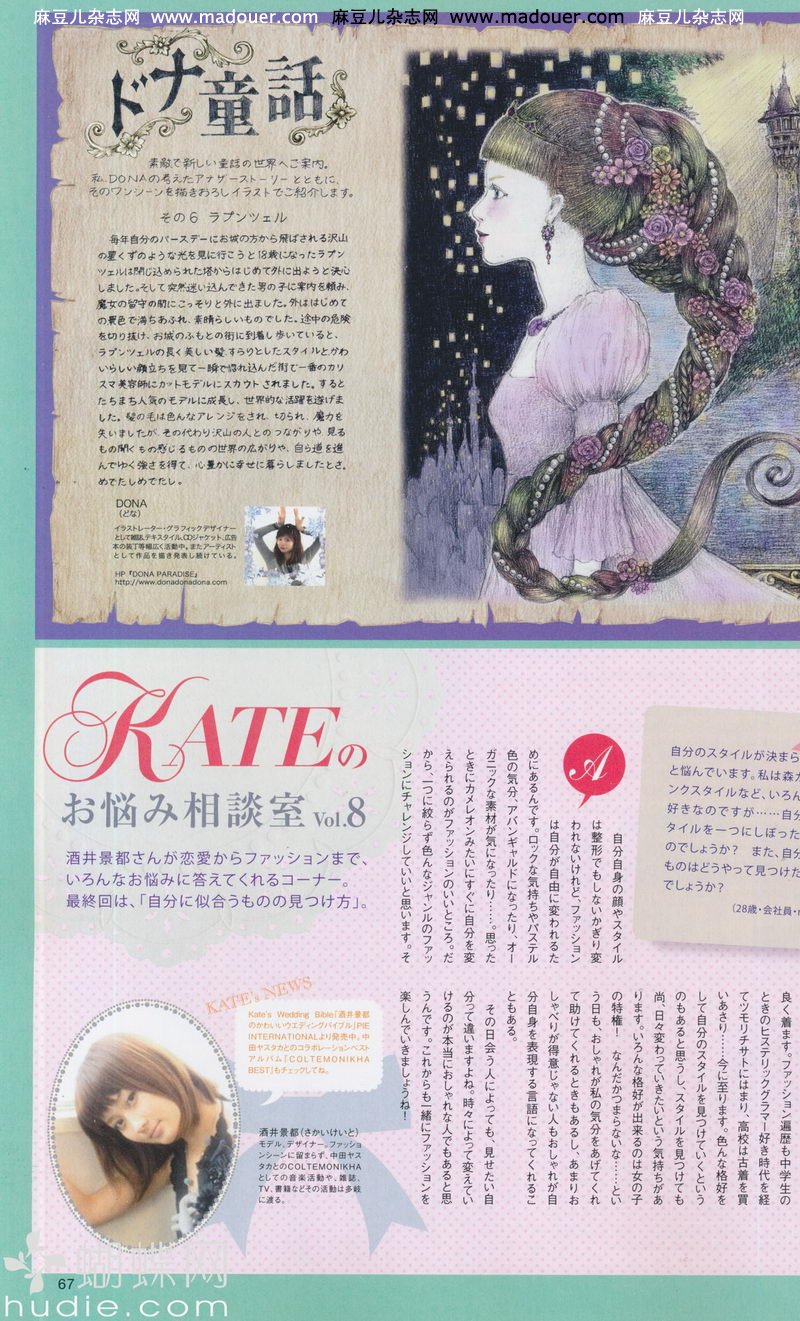 麻豆儿杂志网 www.madouer.com 麻豆儿杂志网 www.madouer.com 麻豆儿杂志网
ドナ童話
素敵で新しい童話の世界へご案内。
私、DONAの考えたアナザーストーリーとともに、
そのワンシーンを描きおろしイラストでご紹介します。
その6 ラプンツェル
毎年自分のバースデーにお城の方から飛ばされる沢山
の星くずのような光を見に行こうと18歳になったラプン
ツェルは閉じ込められた塔からはじめて外に出ようと決心
しました。そして突然迷い込んできた男の子に案内を頼み、
魔女の留守の間にこっそりと外に出ました。外ははじめて
の景色で満ちあふれ、素晴らしいものでした。途中の危険
を切り抜け、お城のふもとの街に到着し歩いていると、
ラプンツェルの長く美しい髪、すらりとしたスタイルとかわ
いらしい顔立ちを見て一瞬で惚れ込んだ街で一番のカリ
スマ美容師にカットモデルにスカウトされました。すると
たちまち人気のモデルに成長し、世界的な活躍を遂げま
した。髪の毛は色んなアレンジをされ、切られ、魔力を
失いましたが、その代わり沢山の人とのつながりや、見る
もの聞くもの感じるものの世界の広がりや、自ら道を進
んでゆく強さを得て、心豊かに幸せに暮らしましたとさ。
めでたしめでたし。
DONA
(どな)
イラストレーター・グラフィックデザイナー
として雑誌、テキスタイル、CDジャケット、広告
本の装丁等幅広く活動中。またアーティスト
として作品を描き発表し続けている。
HP『DONA PARADISE』
http://www.donadonadona.com
KATEの
お悩み相談室 Vol.8
酒井景都さんが恋愛からファッションまで、
いろんなお悩みに答えてくれるコーナー。
最終回は、「自分に似合うものの見つけ方」。
自分のスタイルが決まら
と悩んでいます。私は森ガ
ンクスタイルなど、いろん
好きなのですが……自分
タイルを一つにしぼった
のでしょうか? また、自分
ものはどうやって見つけた
でしょうか?
(28歳・会社員・
A
自分自身の顔やスタイル
は整形でもしないかぎり変
われないけれど、ファッション
は自分が自由に変われるた
めにあるんです。ロックな気持ちやパステル
色の気分、アバンギャルドになったり、オー
ガニックな素材が気になったり……。思った
ときにカメレオンみたいにすぐに自分を変
えられるのがファッションのいいところ。だ
から、一つに絞らず色んなジャンルのファッ
ションにチャレンジしていいと思います。そ
良く着ます。ファッション遍歴も中学生の
ときのヒステリックグラマー好き時代を経
てツモリチサトにはまり、高校は古着を買
いあさり……今に至ります。色んな格好を
して自分のスタイルを見つけていくという
のもあると思うし、スタイルを見つけても
尚、日々変わっていきたいという気持ちがあ
ります。いろんな格好が出来るのは女の子
の特権! なんだかつまらないな……とい
う日も、おしゃれが私の気分をあげてくれ
て助けてくれるときもあるし、あまりお
しゃべりが得意じゃない人もおしゃれが自
分自身を表現する言語になってくれるこ
ともある。
その日会う人によっても、見せたい自
分って違いますよね。時々によって変えてい
けるのが本当におしゃれな人でもあると思
うんです。これからも一緒にファッションを
楽しんでいきましょうね!
KATE's NEWS
Kate's Wedding Bible「酒井景都
のかわいいウエディングバイブル」PIE
INTERNATIONALより発売中。中
田ヤスタカとのコラボレーションベスト
アルバム「COLTEMONIKHA
BEST」もチェックしてね。
酒井景都(さかいけいと)
モデル、デザイナー。ファッショ
ンシーンに留まらず、中田ヤス
タカとのCOLTEMONIKHA
としての音楽活動や、雑誌、
TV、書籍などその活動は多岐
に渡る。
67
蝴蝶网
hudie.com